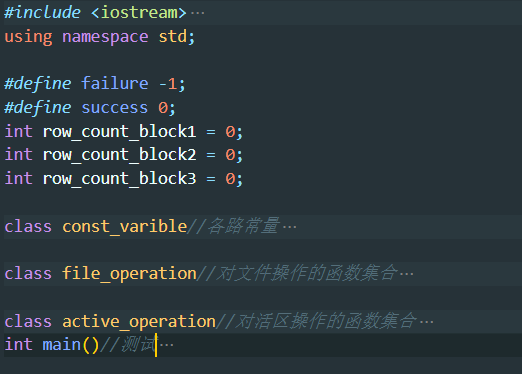 #include <iostream>···
using namespace std;
#define failure -1;
#define success 0;
int row_count_block1 = 0;
int row_count_block2 = 0;
int row_count_block3 = 0;
class const_varible//各路常量···
class file_operation//对文件操作的函数集合···
class active_operation//对活区操作的函数集合···
int main()//测试···